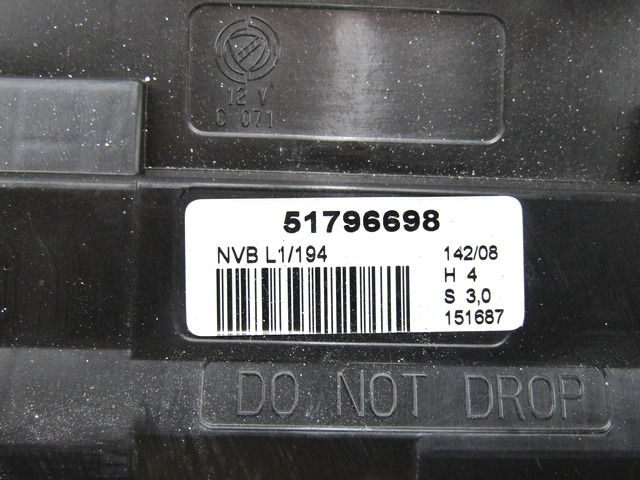 12 V
C 071
51796698
NVB L1/194
142/08
H 4
S 3,0
151687
DO NOT DROP